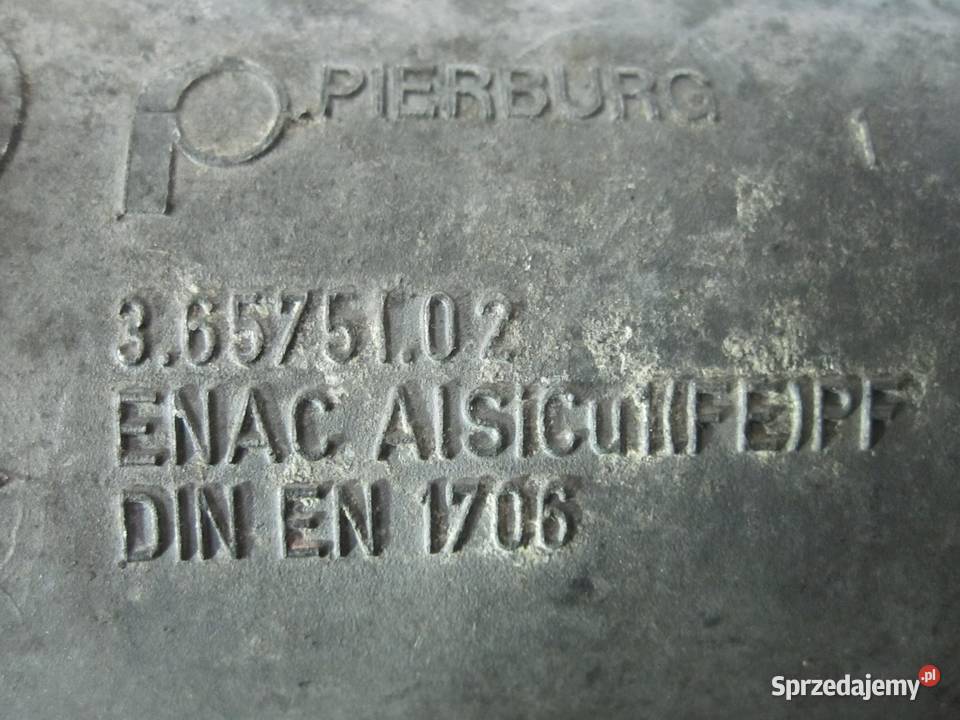 PIERBURG
3.65751.02
ENAC AlSiCu1(FE)PF
DIN EN 1706
Sprzedajemy.pl